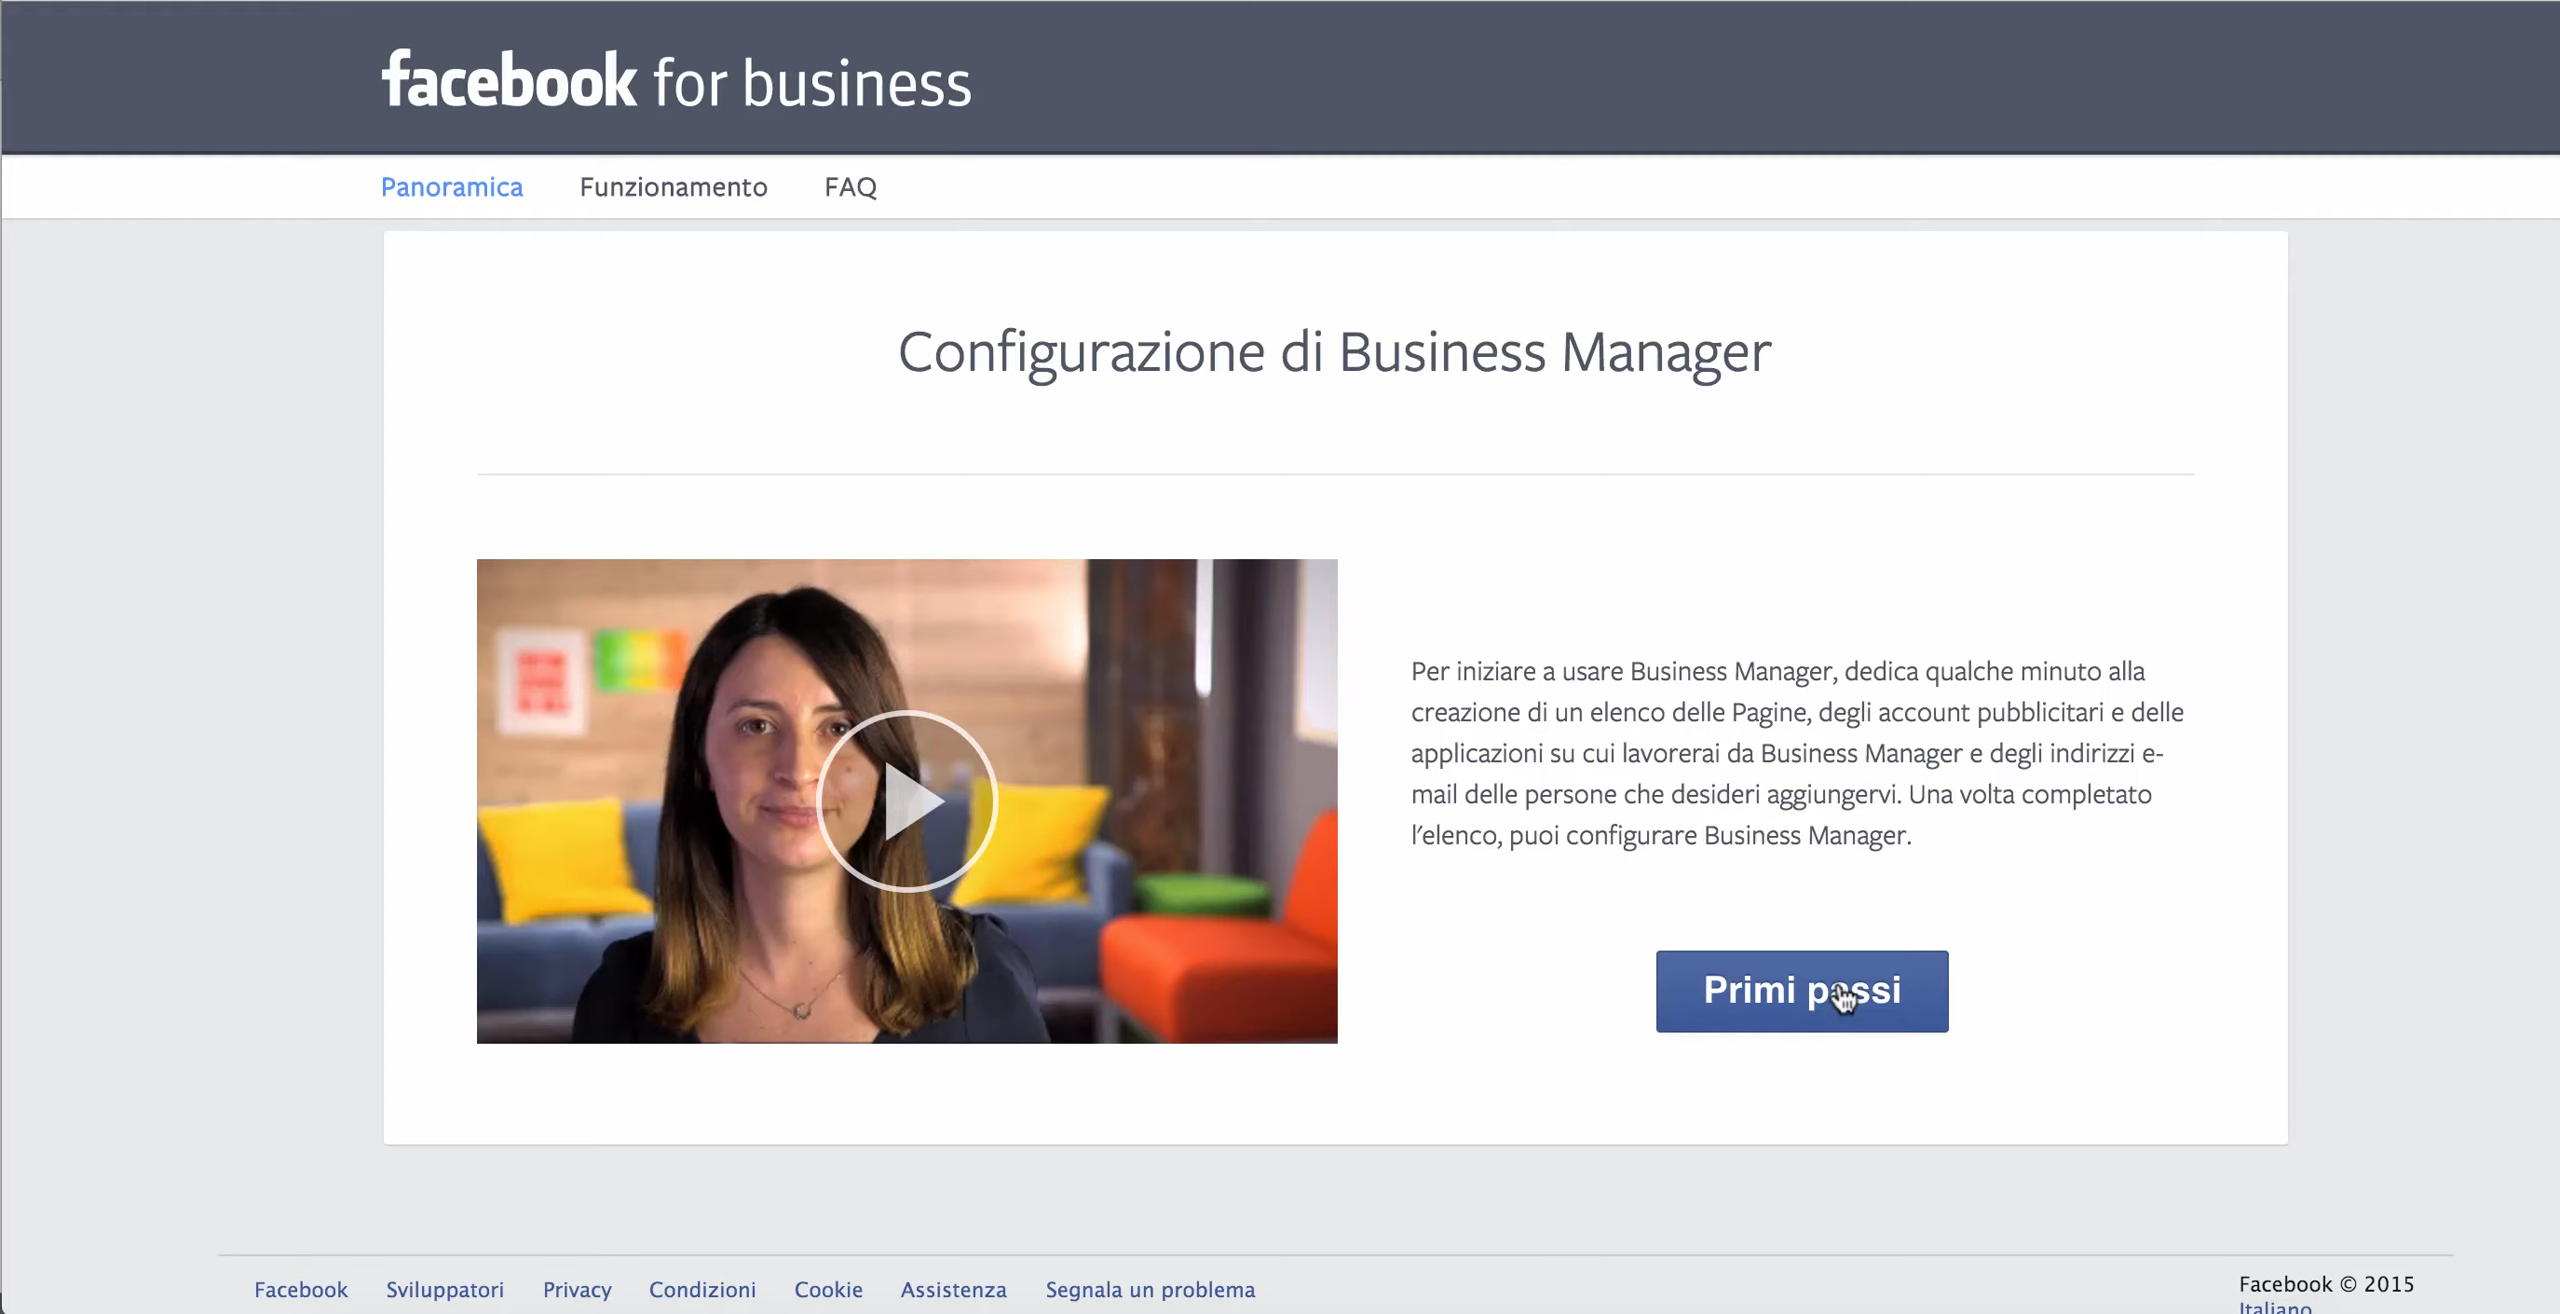 facebook for business
Panoramica Funzionamento FAQ
Configurazione di Business Manager
Per iniziare a usare Business Manager, dedica qualche minuto alla
creazione di un elenco delle Pagine, degli account pubblicitari e delle
applicazioni su cui lavorerai da Business Manager e degli indirizzi e-
mail delle persone che desideri aggiungervi. Una volta completato
l'elenco, puoi configurare Business Manager.
Primi passi
Facebook Sviluppatori Privacy Condizioni Cookie Assistenza Segnala un problema
Facebook © 2015
Italiano